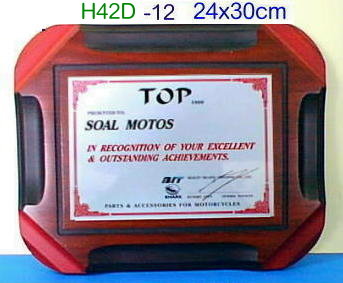 H42D -12 24x30cm
TOP
PRESENTED TO:
SOAL MOTOS
IN RECOGNITION OF YOUR EXCELLENT
& OUTSTANDING ACHIEVEMENTS.
SHARK
PARTS & ACCESSORIES FOR MOTORCYCLES